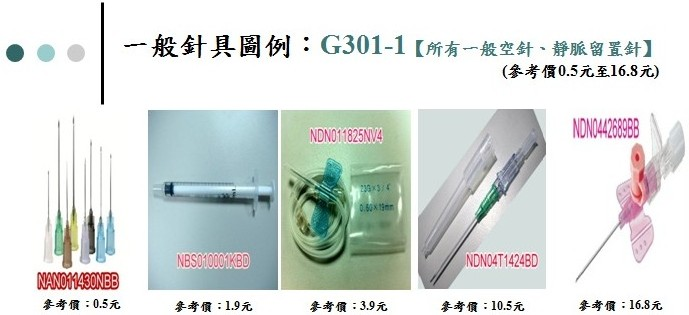 一般針具圖例：G301-1【所有一般空針、靜脈留置針】
(參考價0.5元至16.8元)
NAN011430NBB
NBS010001KBD
NDN011825NV4
23G×3/4"
0.60×19mm
NDN04T1424BD
NDN0442689BB
參考價：0.5元
參考價：1.9元
參考價：3.9元
參考價：10.5元
參考價：16.8元